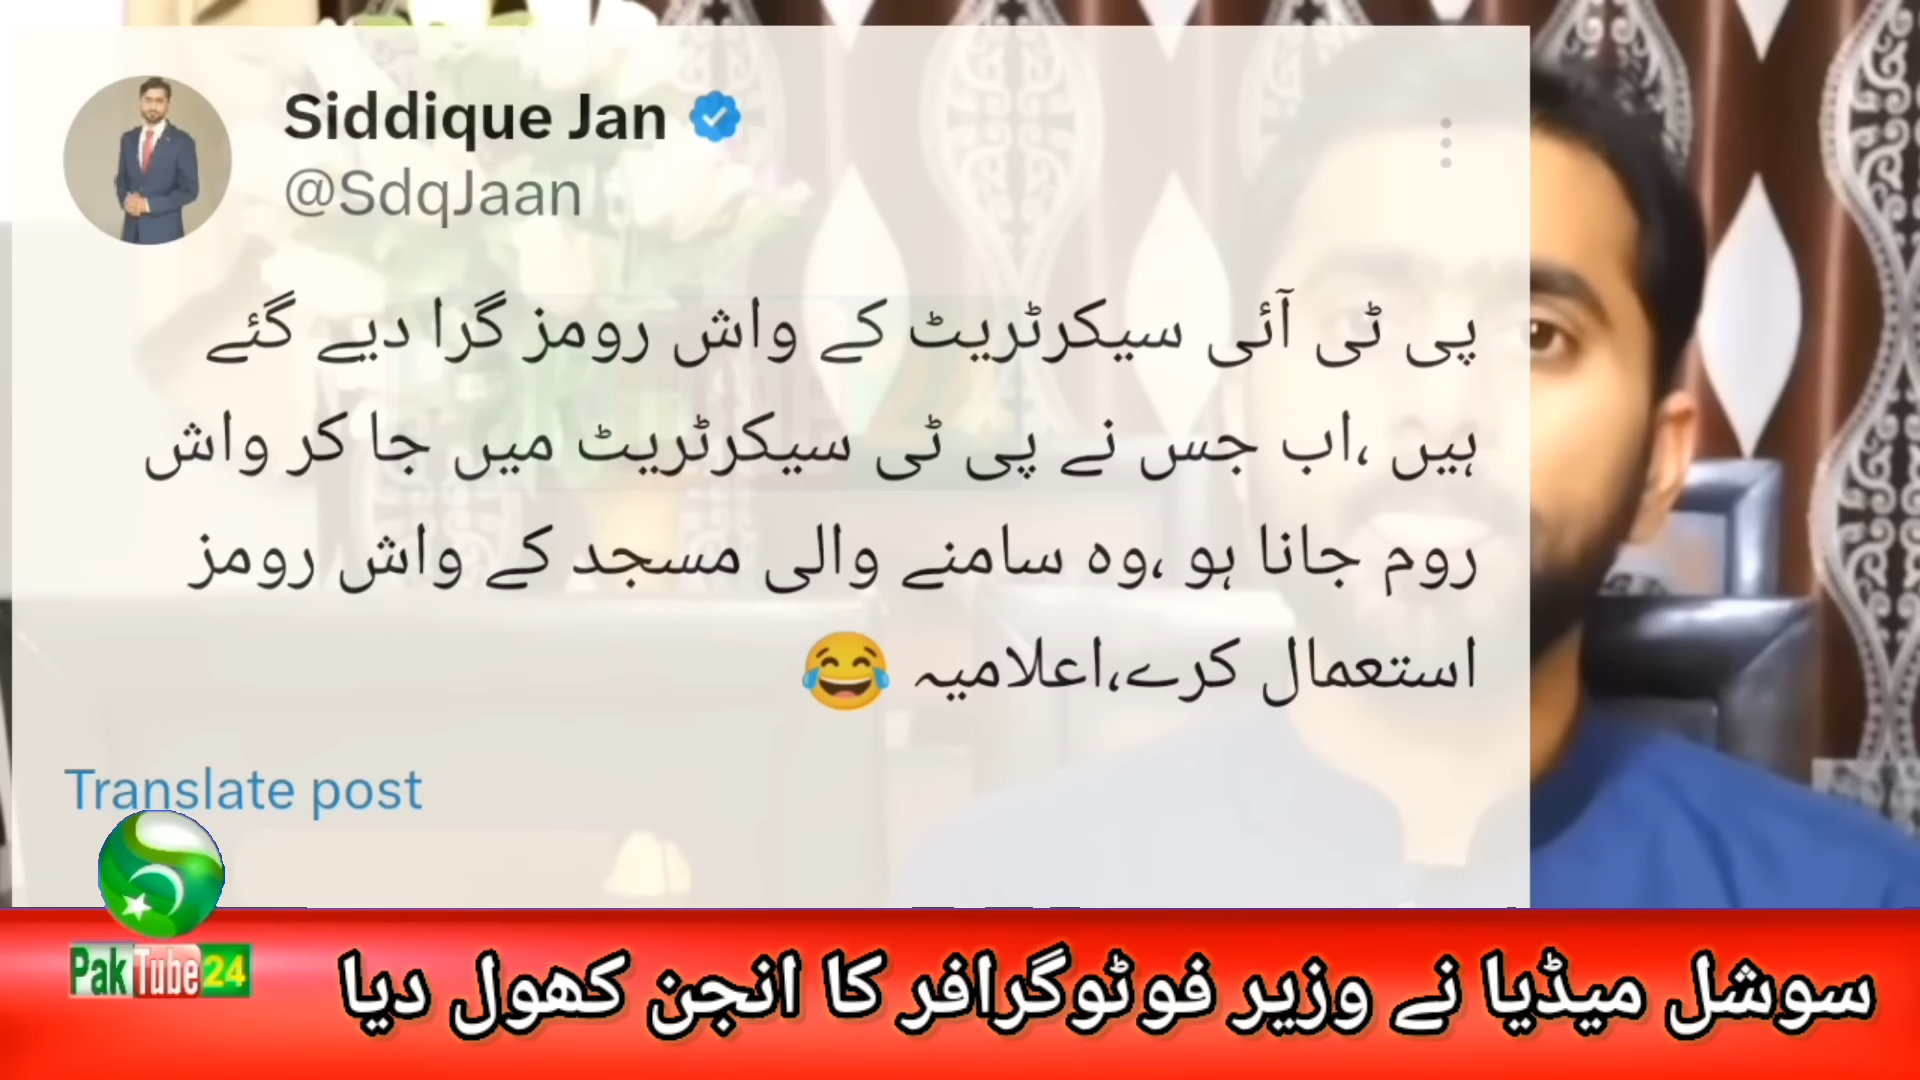 Siddique Jan
@SdqJaan
پی ٹی آئی سیکرٹریٹ کے واش رومز گرا دیے گئے
ہیں ،اب جس نے پی ٹی سیکرٹریٹ میں جا کر واش
روم جانا ہو ،وہ سامنے والی مسجد کے واش رومز
استعمال کرے،اعلامیہ 😂
Translate post
PakTube24
سوشل میڈیا نے وزیر فوٹوگرافر کا انجن کھول دیا